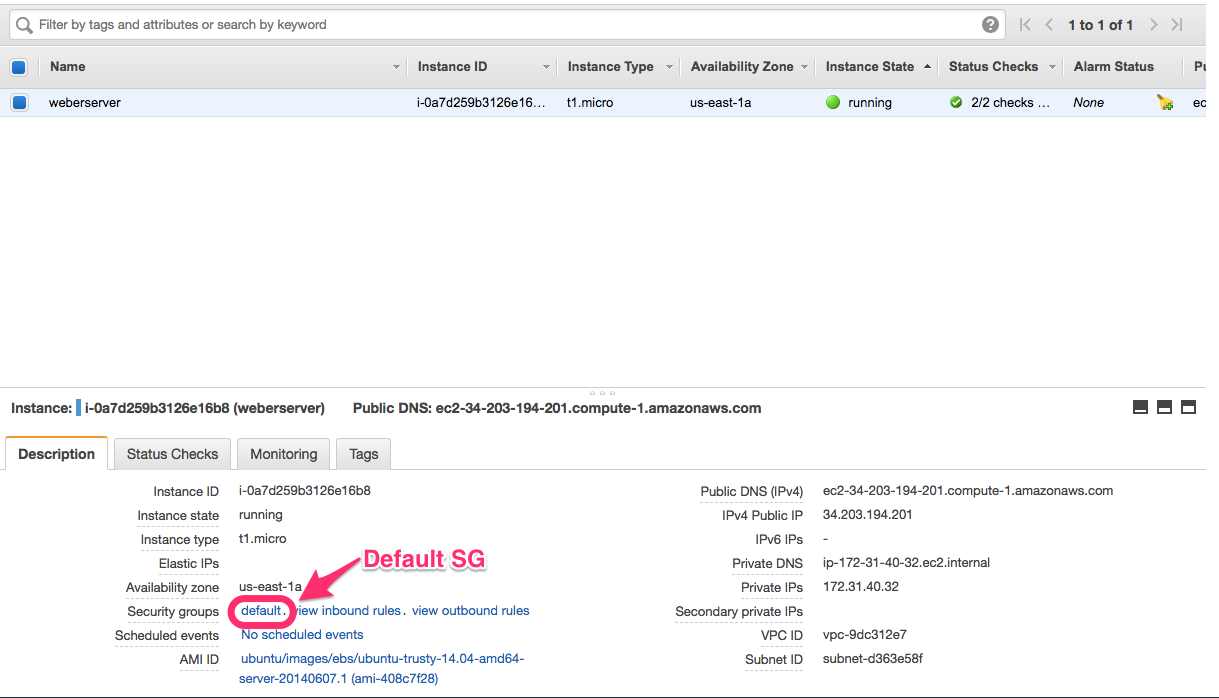 Filter by tags and attributes or search by keyword ? 1 to 1 of 1
Name Instance ID Instance Type Availability Zone Instance State Status Checks Alarm Status Pu
weberserver i-0a7d259b3126e16... t1.micro us-east-1a running 2/2 checks ... None ec
Instance: i-0a7d259b3126e16b8 (weberserver) Public DNS: ec2-34-203-194-201.compute-1.amazonaws.com
Description Status Checks Monitoring Tags
Instance ID i-0a7d259b3126e16b8 Public DNS (IPv4) ec2-34-203-194-201.compute-1.amazonaws.com
Instance state running IPv4 Public IP 34.203.194.201
Instance type t1.micro IPv6 IPs -
Default SG
Elastic IPs Private DNS ip-172-31-40-32.ec2.internal
Availability zone us-east-1a Private IPs 172.31.40.32
Security groups default. view inbound rules. view outbound rules Secondary private IPs
Scheduled events No scheduled events VPC ID vpc-9dc312e7
AMI ID ubuntu/images/ebs/ubuntu-trusty-14.04-amd64- Subnet ID subnet-d363e58f
server-20140607.1 (ami-408c7f28)